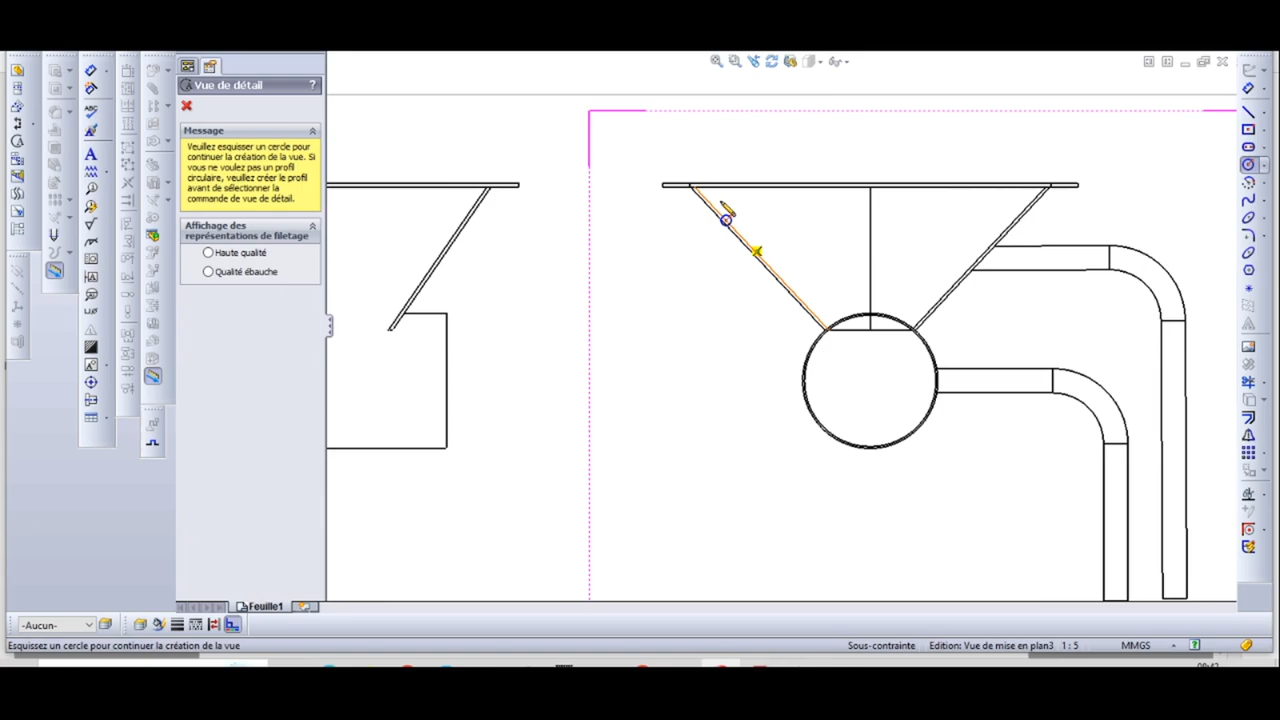 Vue de détail ?
Message
Veuillez esquisser un cercle pour
continuer la création de la vue. Si
vous ne voulez pas un profil
circulaire, veuillez créer le profil
avant de sélectionner la
commande de vue de détail.
Affichage des
représentations de filetage
Haute qualité
Qualité ébauche
Feuille1
-Aucun-
Esquissez un cercle pour continuer la création de la vue
Sous-contrainte
Edition: Vue de mise en plan3 1 : 5
MMGS